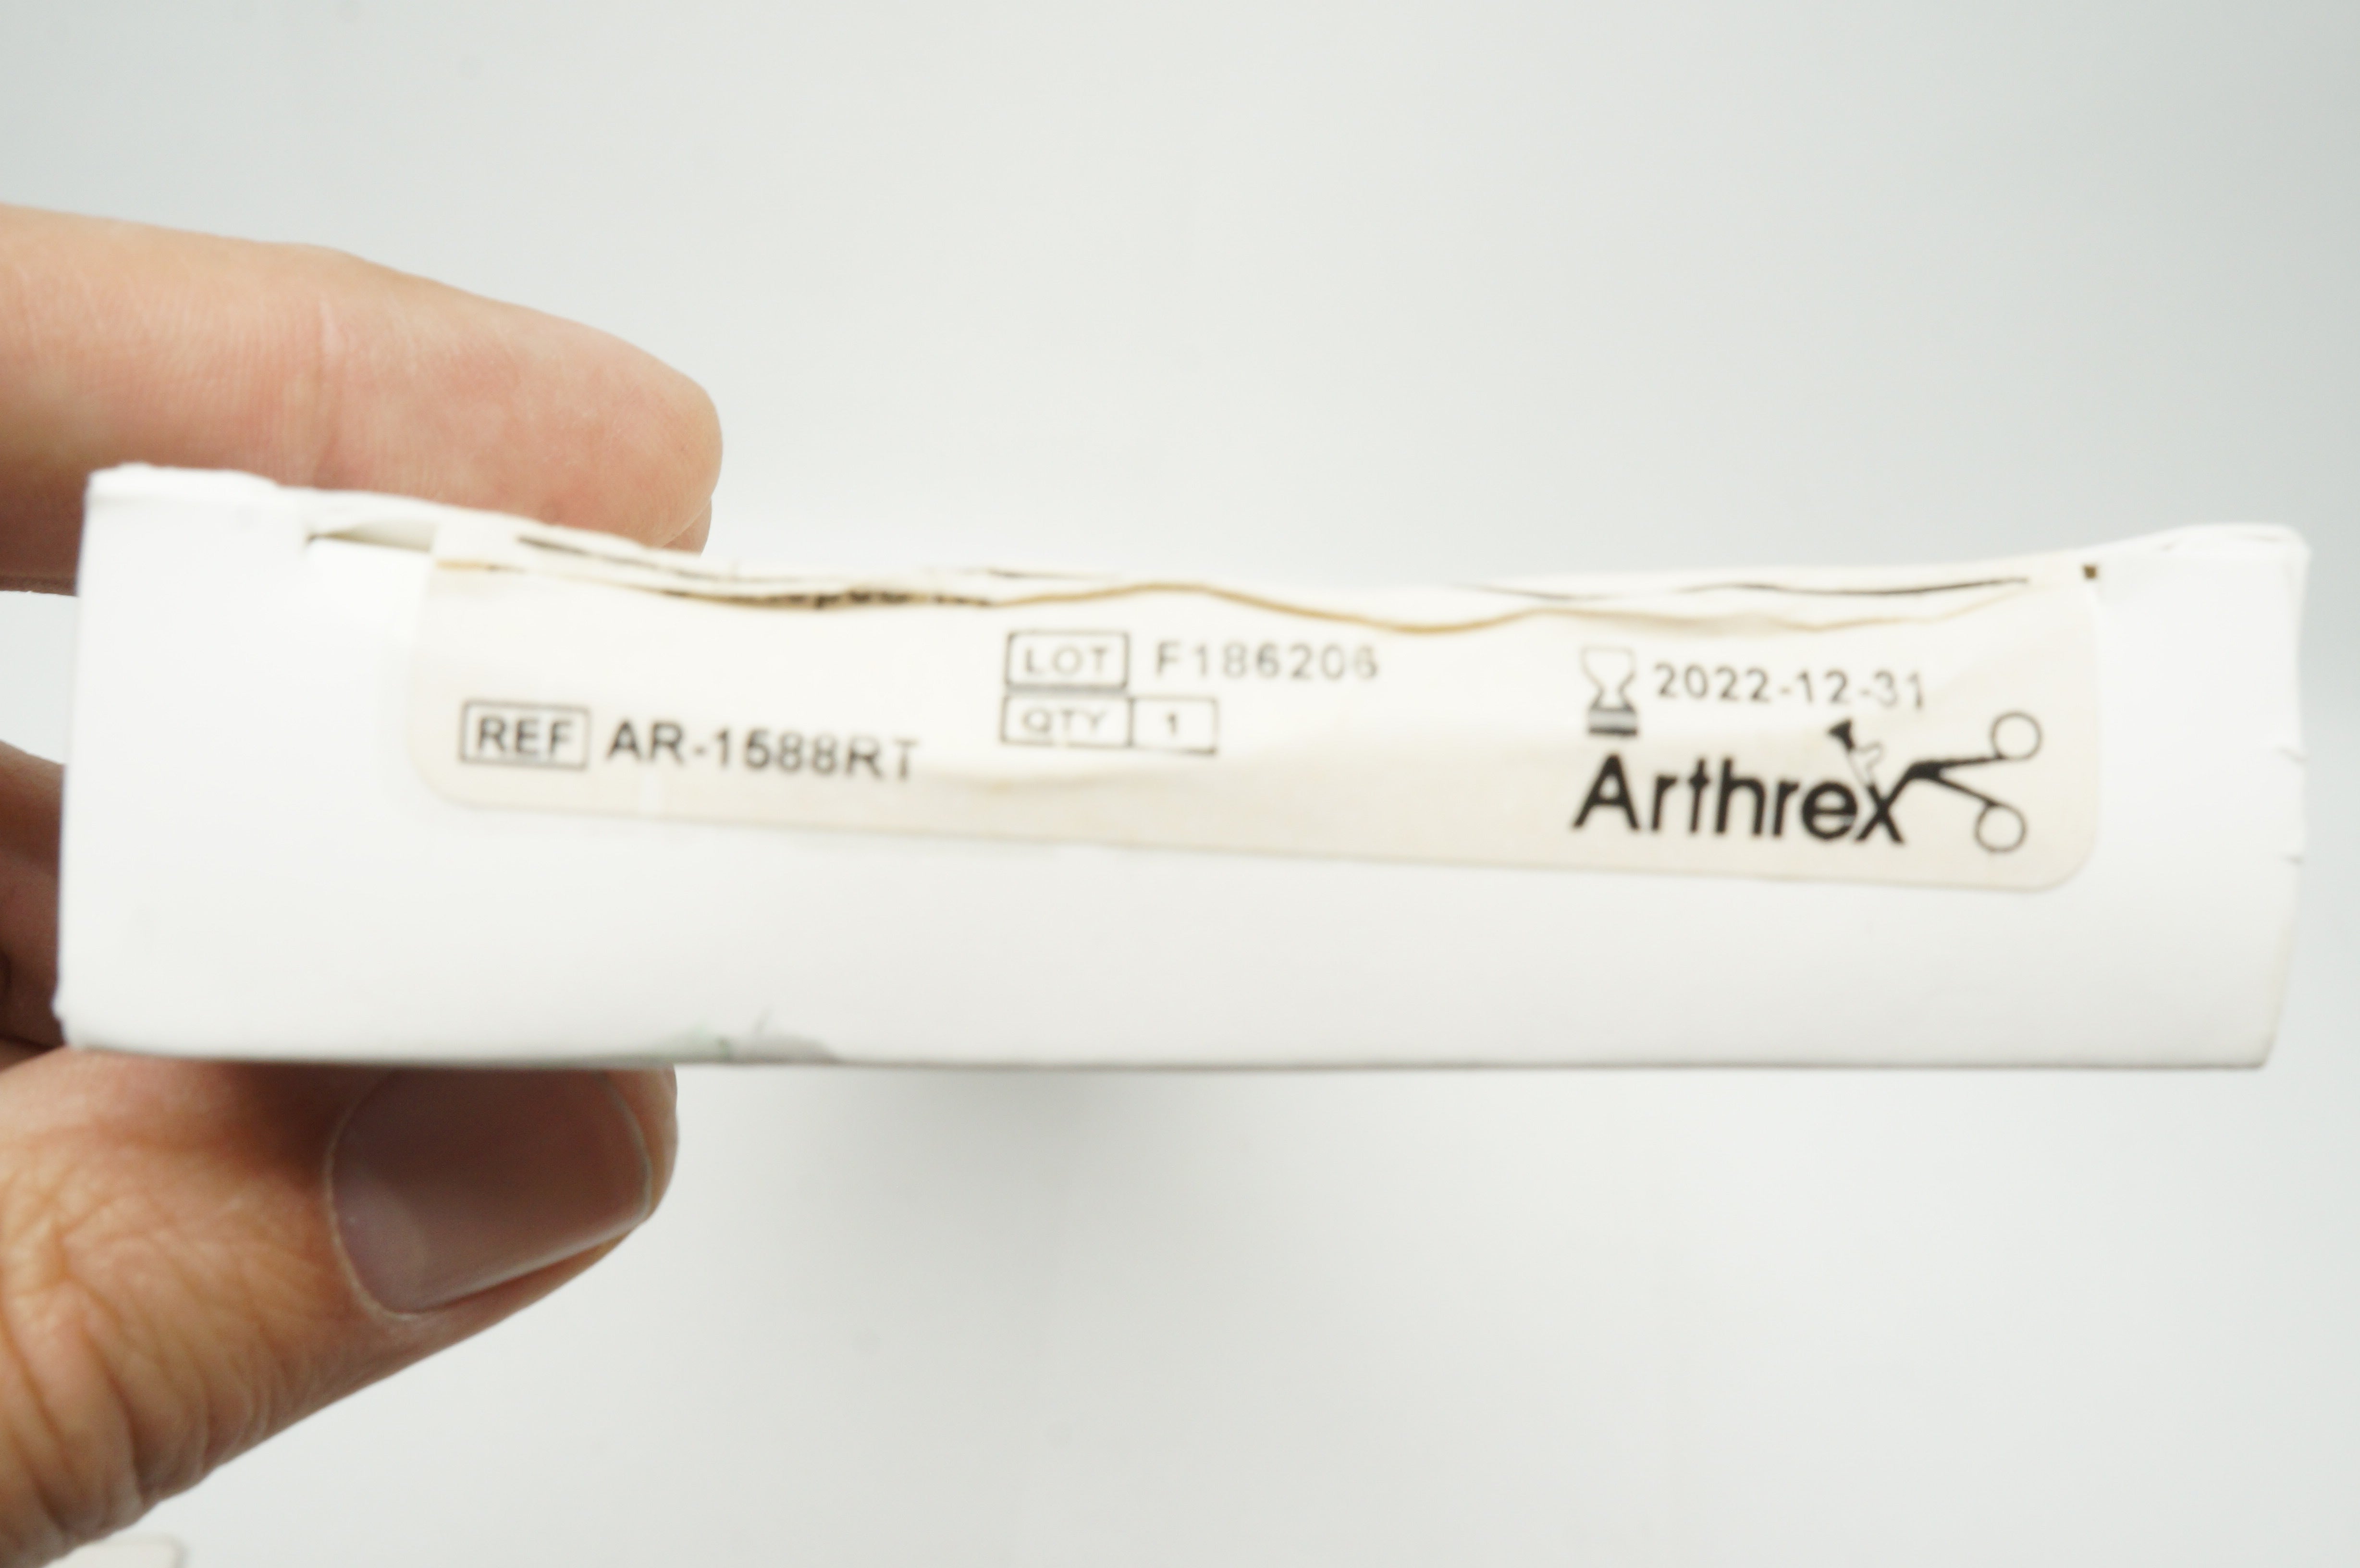 LOT F186206
QTY 1
REF AR-1588RT
2022-12-31
Arthrex